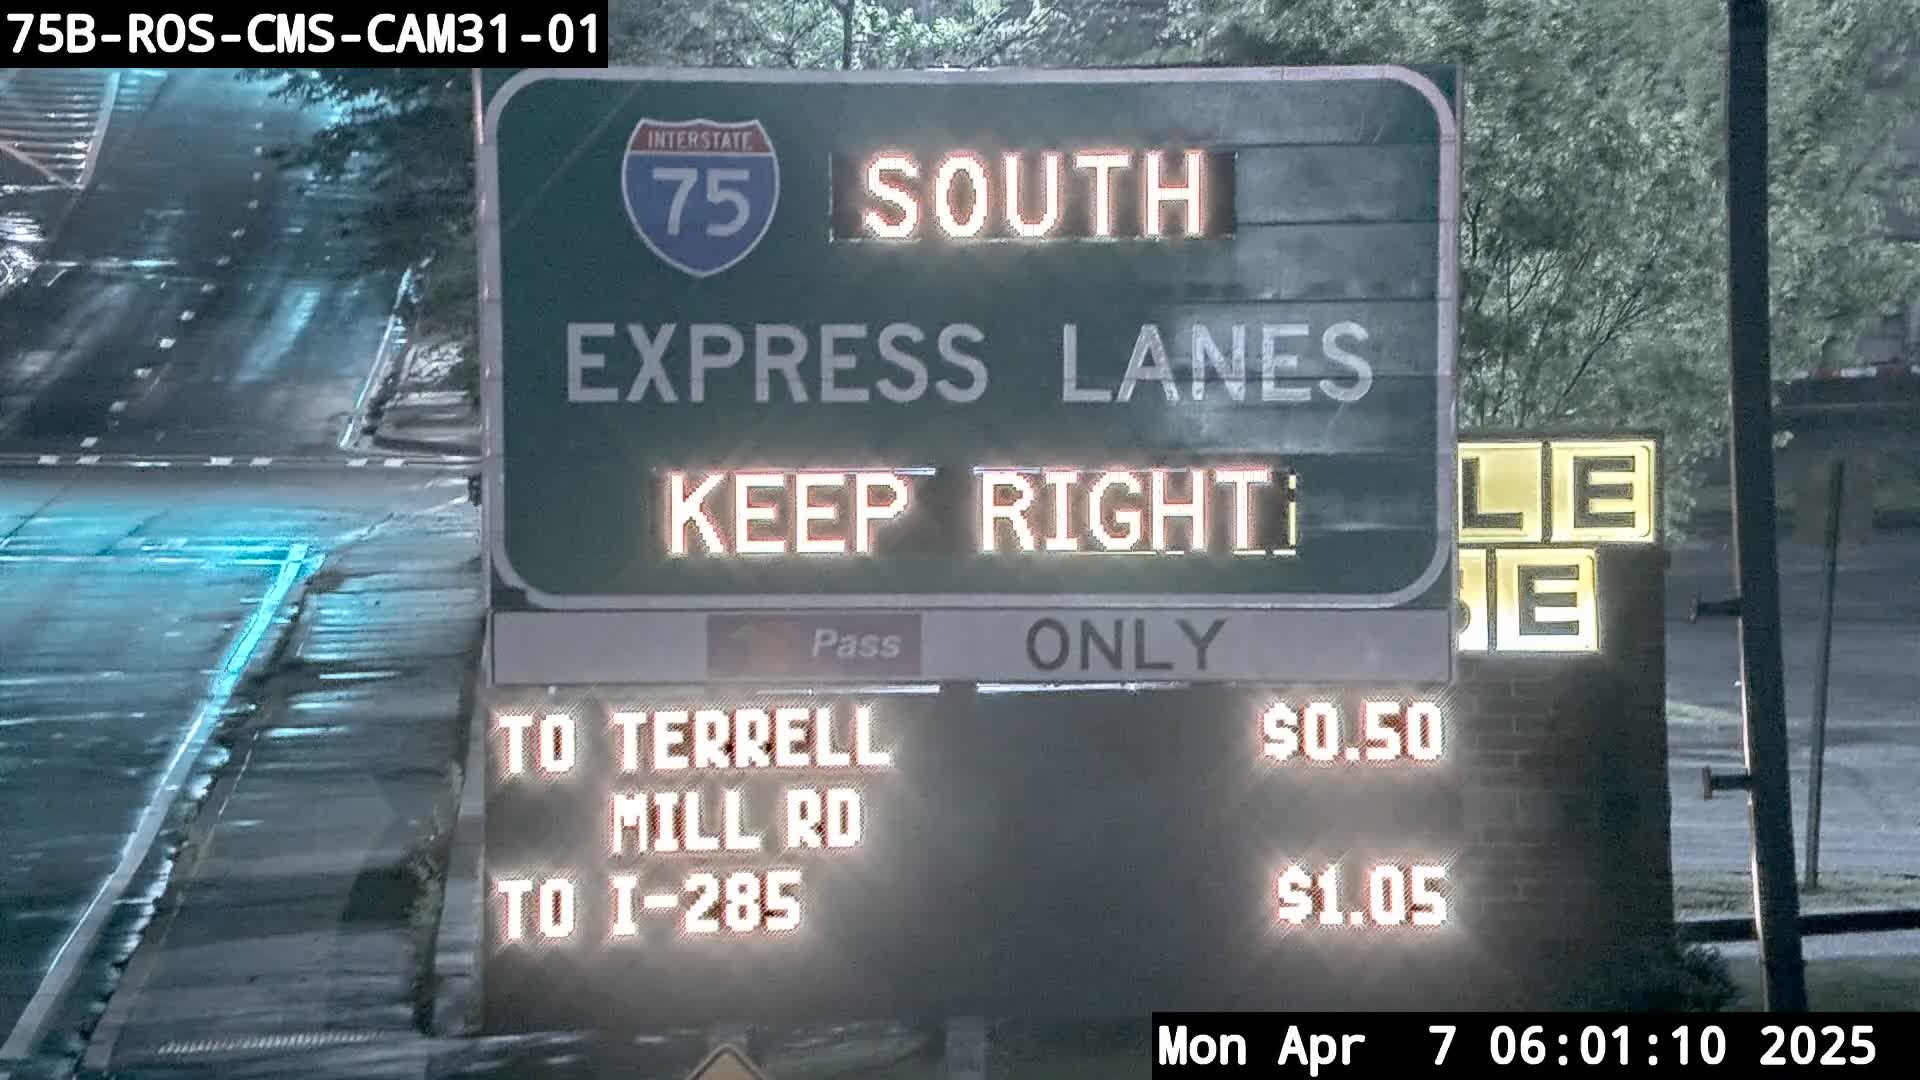 75B-ROS-CMS-CAM31-01
INTERSTATE
75
SOUTH
EXPRESS LANES
KEEP RIGHT
Pass ONLY
TO TERRELL $0.50
MILL RD
TO I-285 $1.05
LE
E
Mon Apr 7 06:01:10 2025